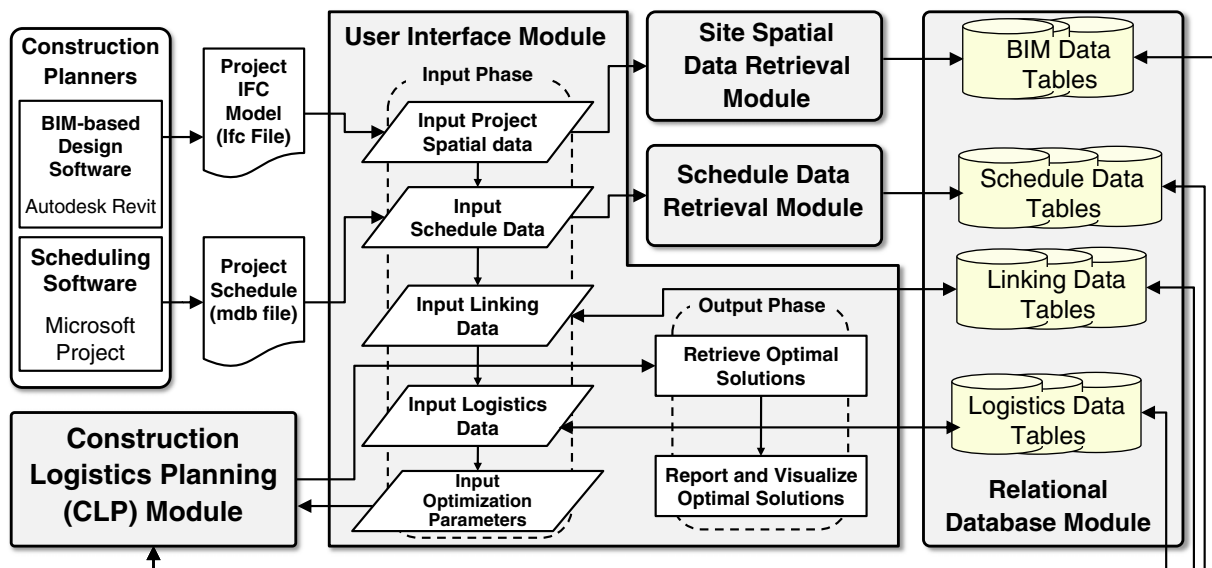 Construction
Planners
BIM-based
Design
Software
Autodesk Revit
Scheduling
Software
Microsoft
Project
Project
IFC
Model
(Ifc File)
Project
Schedule
(mdb file)
Construction
Logistics Planning
(CLP) Module
User Interface Module
Input Phase
Input Project
Spatial data
Input
Schedule Data
Input Linking
Data
Input Logistics
Data
Input
Optimization
Parameters
Output Phase
Retrieve Optimal
Solutions
Report and Visualize
Optimal Solutions
Site Spatial
Data Retrieval
Module
Schedule Data
Retrieval Module
BIM Data
Tables
Schedule Data
Tables
Linking Data
Tables
Logistics Data
Tables
Relational
Database Module